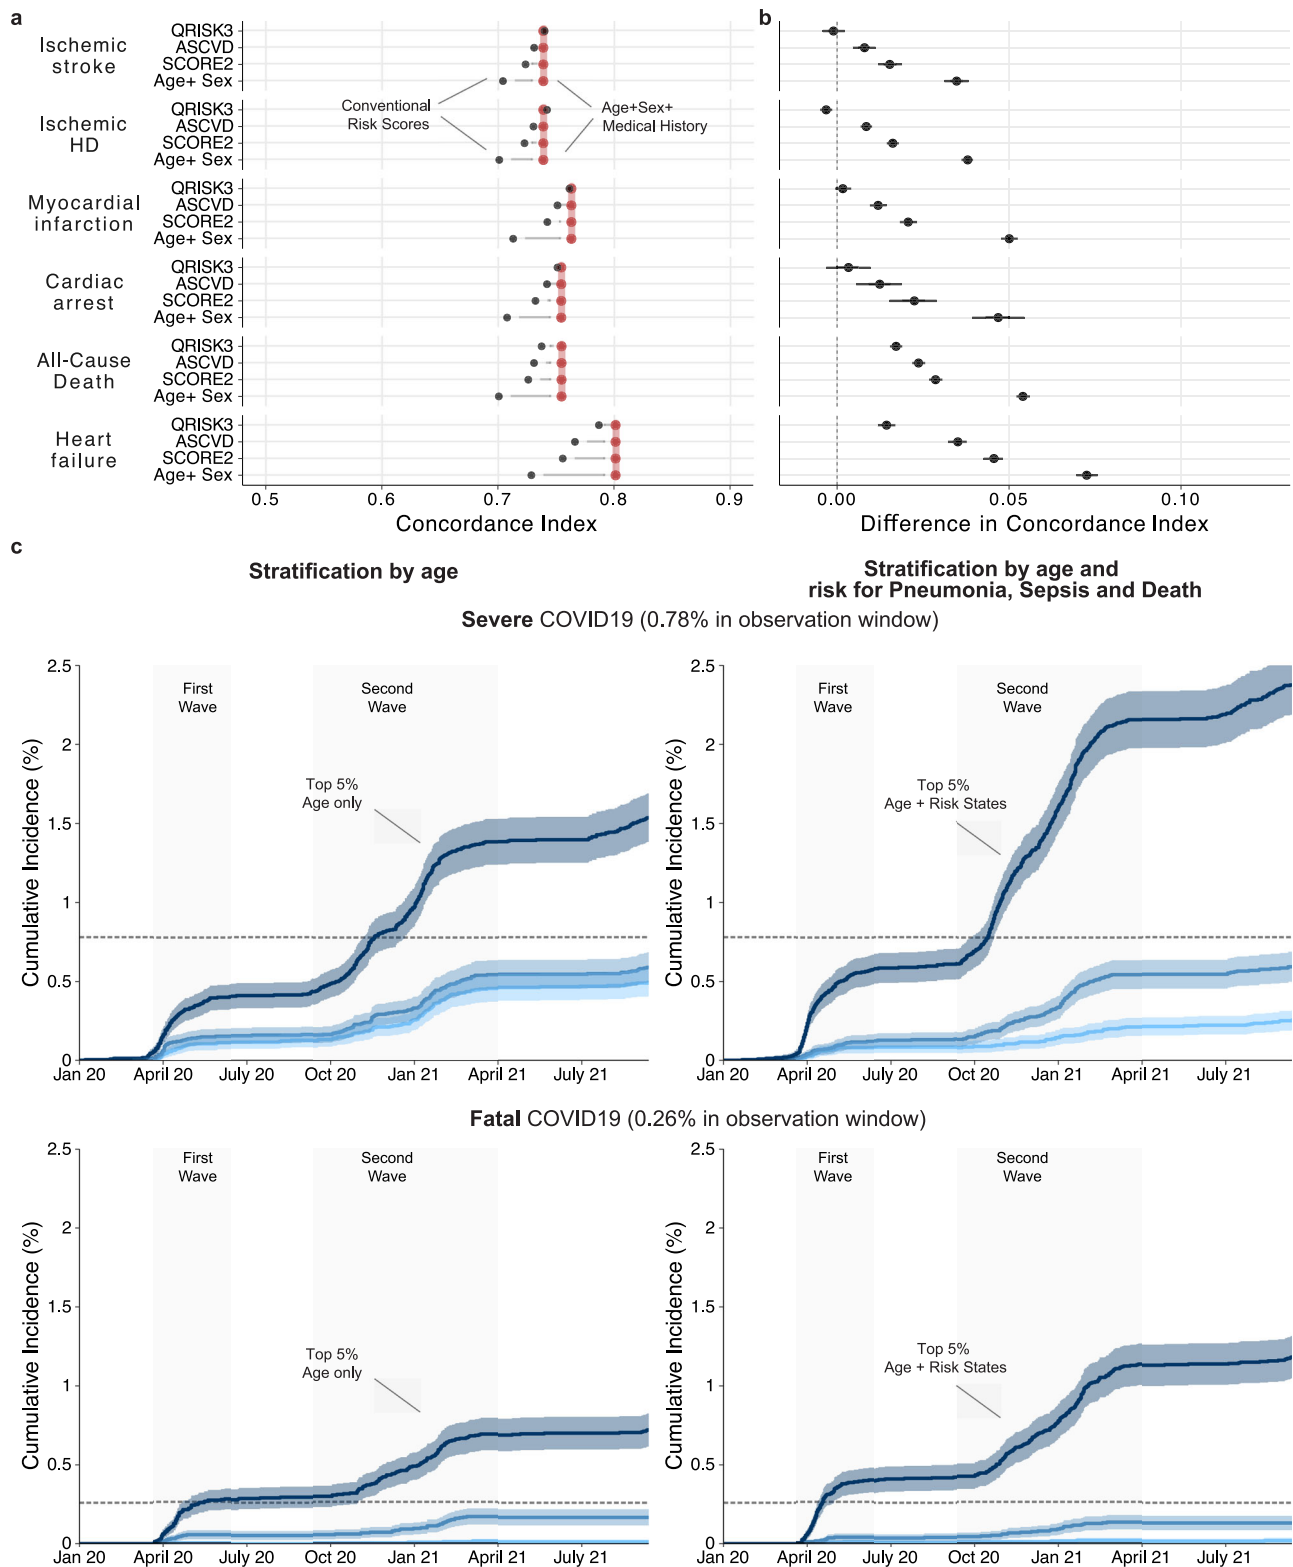 a
b
Ischemic
stroke
QRISK3
ASCVD
SCORE2
Age+ Sex
Conventional
Risk Scores
Age+Sex+
Medical History
Ischemic
HD
QRISK3
ASCVD
SCORE2
Age+ Sex
Myocardial
infarction
QRISK3
ASCVD
SCORE2
Age+ Sex
Cardiac
arrest
QRISK3
ASCVD
SCORE2
Age+ Sex
All-Cause
Death
QRISK3
ASCVD
SCORE2
Age+ Sex
Heart
failure
QRISK3
ASCVD
SCORE2
Age+ Sex
0.5 0.6 0.7 0.8 0.9
Concordance Index
0.00 0.05 0.10
Difference in Concordance Index
c
Stratification by age
Stratification by age and
risk for Pneumonia, Sepsis and Death
Severe COVID19 (0.78% in observation window)
Cumulative Incidence (%)
2.5
2
1.5
1
0.5
0
First
Wave
Second
Wave
Top 5%
Age only
Jan 20 April 20 July 20 Oct 20 Jan 21 April 21 July 21
Cumulative Incidence (%)
2.5
2
1.5
1
0.5
0
First
Wave
Second
Wave
Top 5%
Age + Risk States
Jan 20 April 20 July 20 Oct 20 Jan 21 April 21 July 21
Fatal COVID19 (0.26% in observation window)
Cumulative Incidence (%)
2.5
2
1.5
1
0.5
0
First
Wave
Second
Wave
Top 5%
Age only
Jan 20 April 20 July 20 Oct 20 Jan 21 April 21 July 21
Cumulative Incidence (%)
2.5
2
1.5
1
0.5
0
First
Wave
Second
Wave
Top 5%
Age + Risk States
Jan 20 April 20 July 20 Oct 20 Jan 21 April 21 July 21